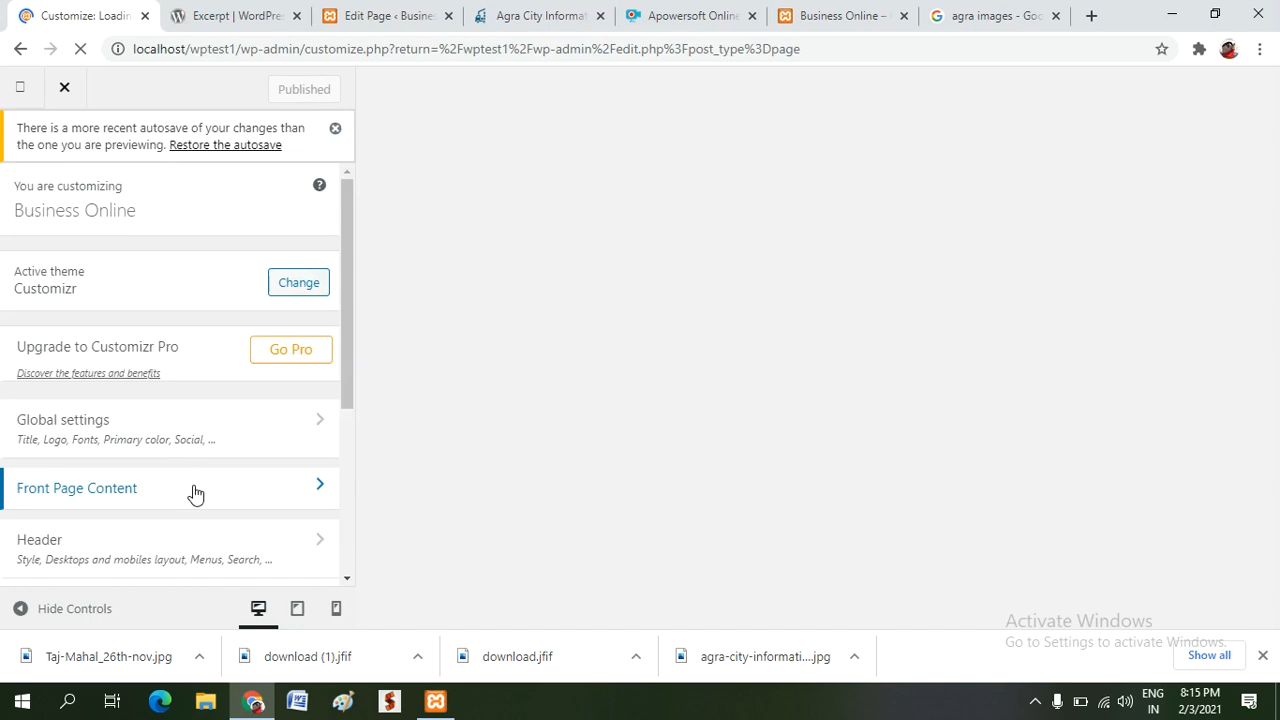 Customize: Loadin
Excerpt | WordPres
Edit Page ‹ Busine
Agra City Informat
Apowersoft Online
Business Online –
agra images - Goo
localhost/wptest1/wp-admin/customize.php?return=%2Fwptest1%2Fwp-admin%2Fedit.php%3Fpost_type%3Dpage
Published
There is a more recent autosave of your changes than
the one you are previewing. Restore the autosave
You are customizing
Business Online
Active theme
Customizr
Change
Upgrade to Customizr Pro
Go Pro
Discover the features and benefits
Global settings
Title, Logo, Fonts, Primary color, Social, ...
Front Page Content
Header
Style, Desktops and mobiles layout, Menus, Search, ...
Hide Controls
Activate Windows
Go to Settings to activate Windows.
Taj-Mahal_26th-nov.jpg
download (1).jfif
download.jfif
agra-city-informati....jpg
Show all
ENG
IN
8:15 PM
2/3/2021